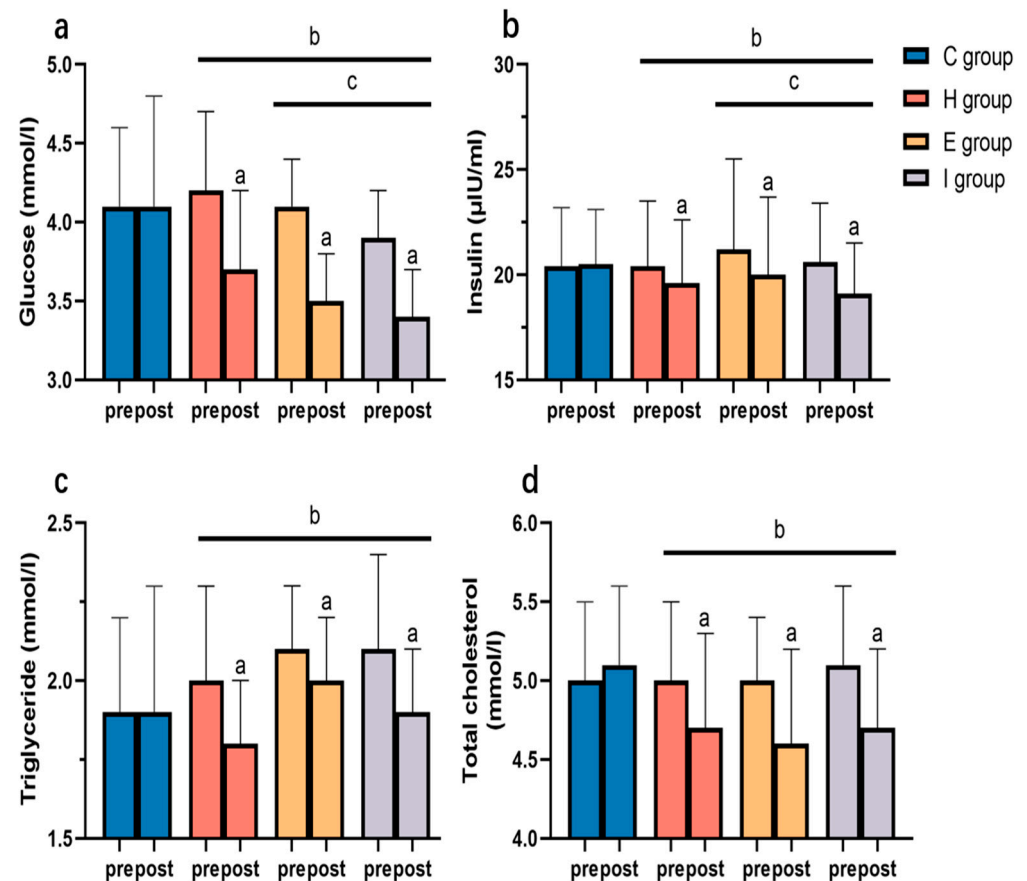 a
b
c
Glucose (mmol/l)
5.0
4.5
4.0
3.5
3.0
a
a
a
prepost prepost prepost prepost
b
b
c
Insulin (µIU/ml)
30
25
20
15
a
a
a
prepost prepost prepost prepost
C group
H group
E group
I group
c
b
Triglyceride (mmol/l)
2.5
2.0
1.5
a
a
a
prepost prepost prepost prepost
d
b
Total cholesterol
(mmol/l)
6.0
5.5
5.0
4.5
4.0
a
a
a
prepost prepost prepost prepost